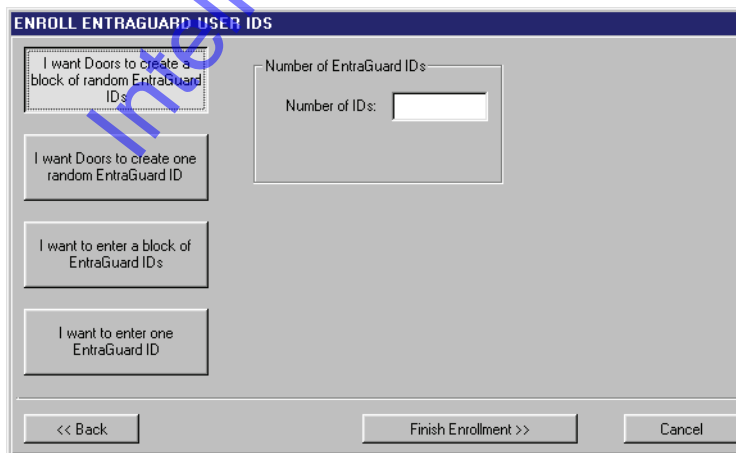 ENROLL ENTRAGUARD USER IDS
I want Doors to create a
block of random EntraGuard
IDs
Number of EntraGuard IDs
Number of IDs:
I want Doors to create one
random EntraGuard ID
I want to enter a block of
EntraGuard IDs
I want to enter one
EntraGuard ID
<< Back
Finish Enrollment >>
Cancel